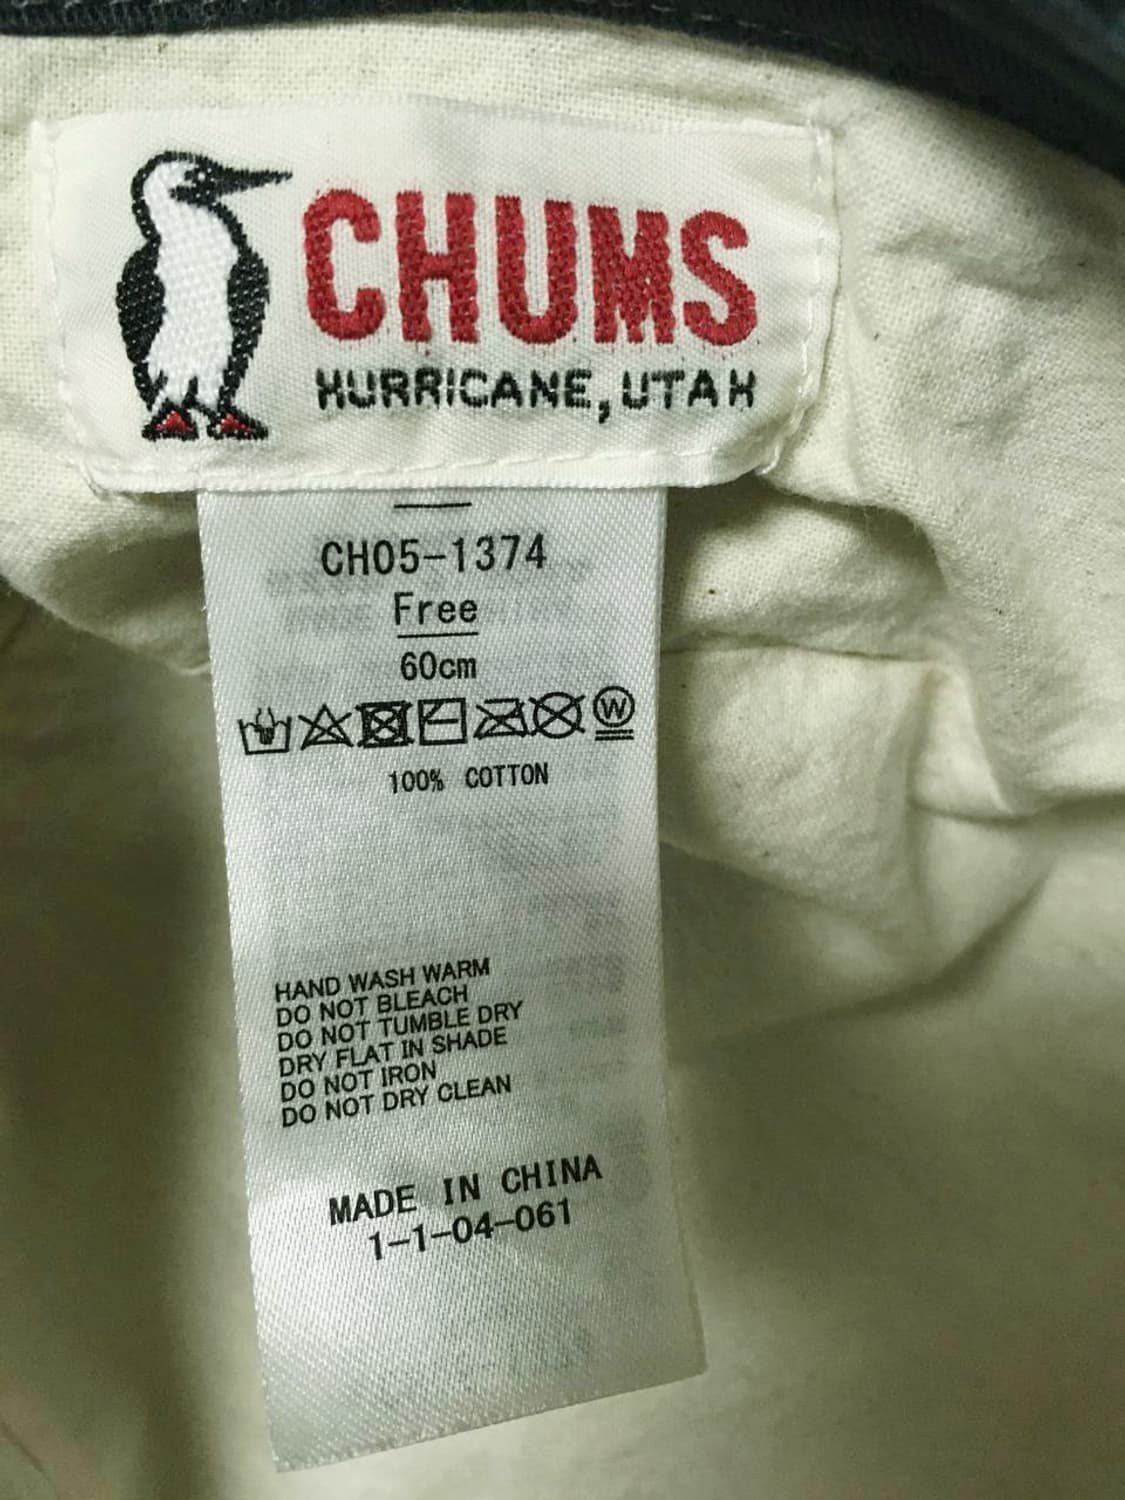 CHUMS
HURRICANE, UTAH
CH05-1374
Free
60cm
W
100% COTTON
HAND WASH WARM
DO NOT BLEACH
DO NOT TUMBLE DRY
DRY FLAT IN SHADE
DO NOT IRON
DO NOT DRY CLEAN
MADE IN CHINA
1-1-04-061